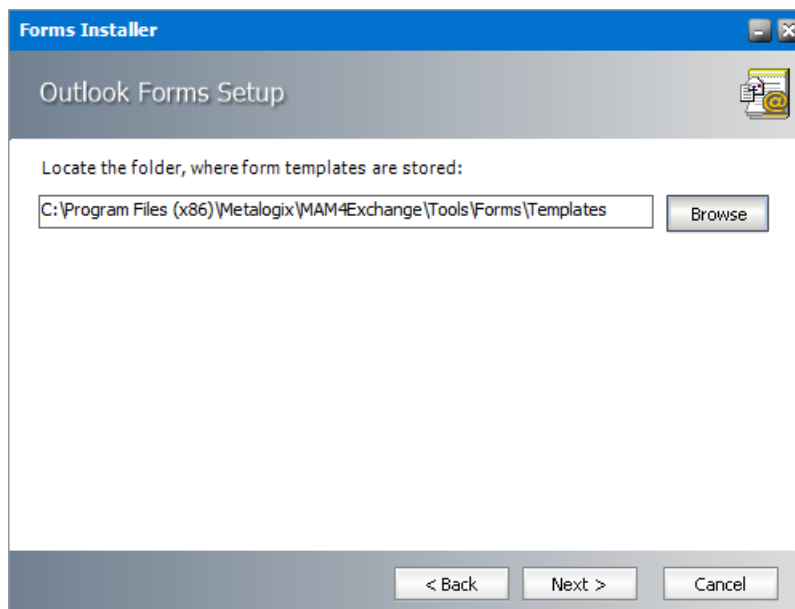 Forms Installer
Outlook Forms Setup
Locate the folder, where form templates are stored:
C:\Program Files (x86)\Metalogix\MAM4Exchange\Tools\Forms\Templates
Browse
< Back
Next >
Cancel